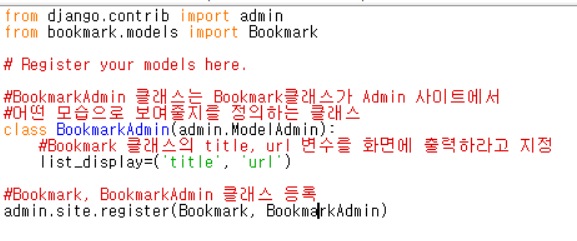 from django.contrib import admin
from bookmark.models import Bookmark
# Register your models here.
#BookmarkAdmin 클래스는 Bookmark클래스가 Admin 사이트에서
#어떤 모습으로 보여줄지를 정의하는 클래스
class BookmarkAdmin(admin.ModelAdmin):
    #Bookmark 클래스의 title, url 변수를 화면에 출력하라고 지정
    list_display=('title', 'url')
#Bookmark, BookmarkAdmin 클래스 등록
admin.site.register(Bookmark, BookmarkAdmin)